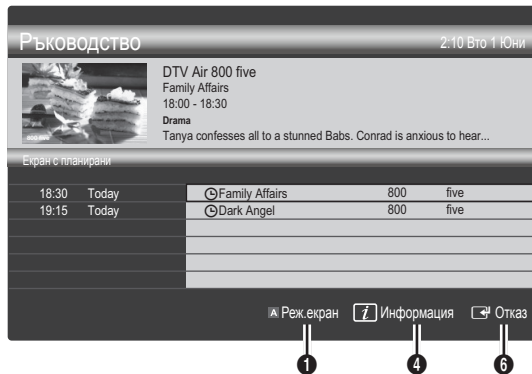 Ръководство 2:10 Вто 1 Юни
DTV Air 800 five
Family Affairs
18:00 - 18:30
Drama
Tanya confesses all to a stunned Babs. Conrad is anxious to hear...
Екран с планирани
18:30 Today Family Affairs 800 five
19:15 Today Dark Angel 800 five
A Реж.екран i Информация Отказ
1 4 6